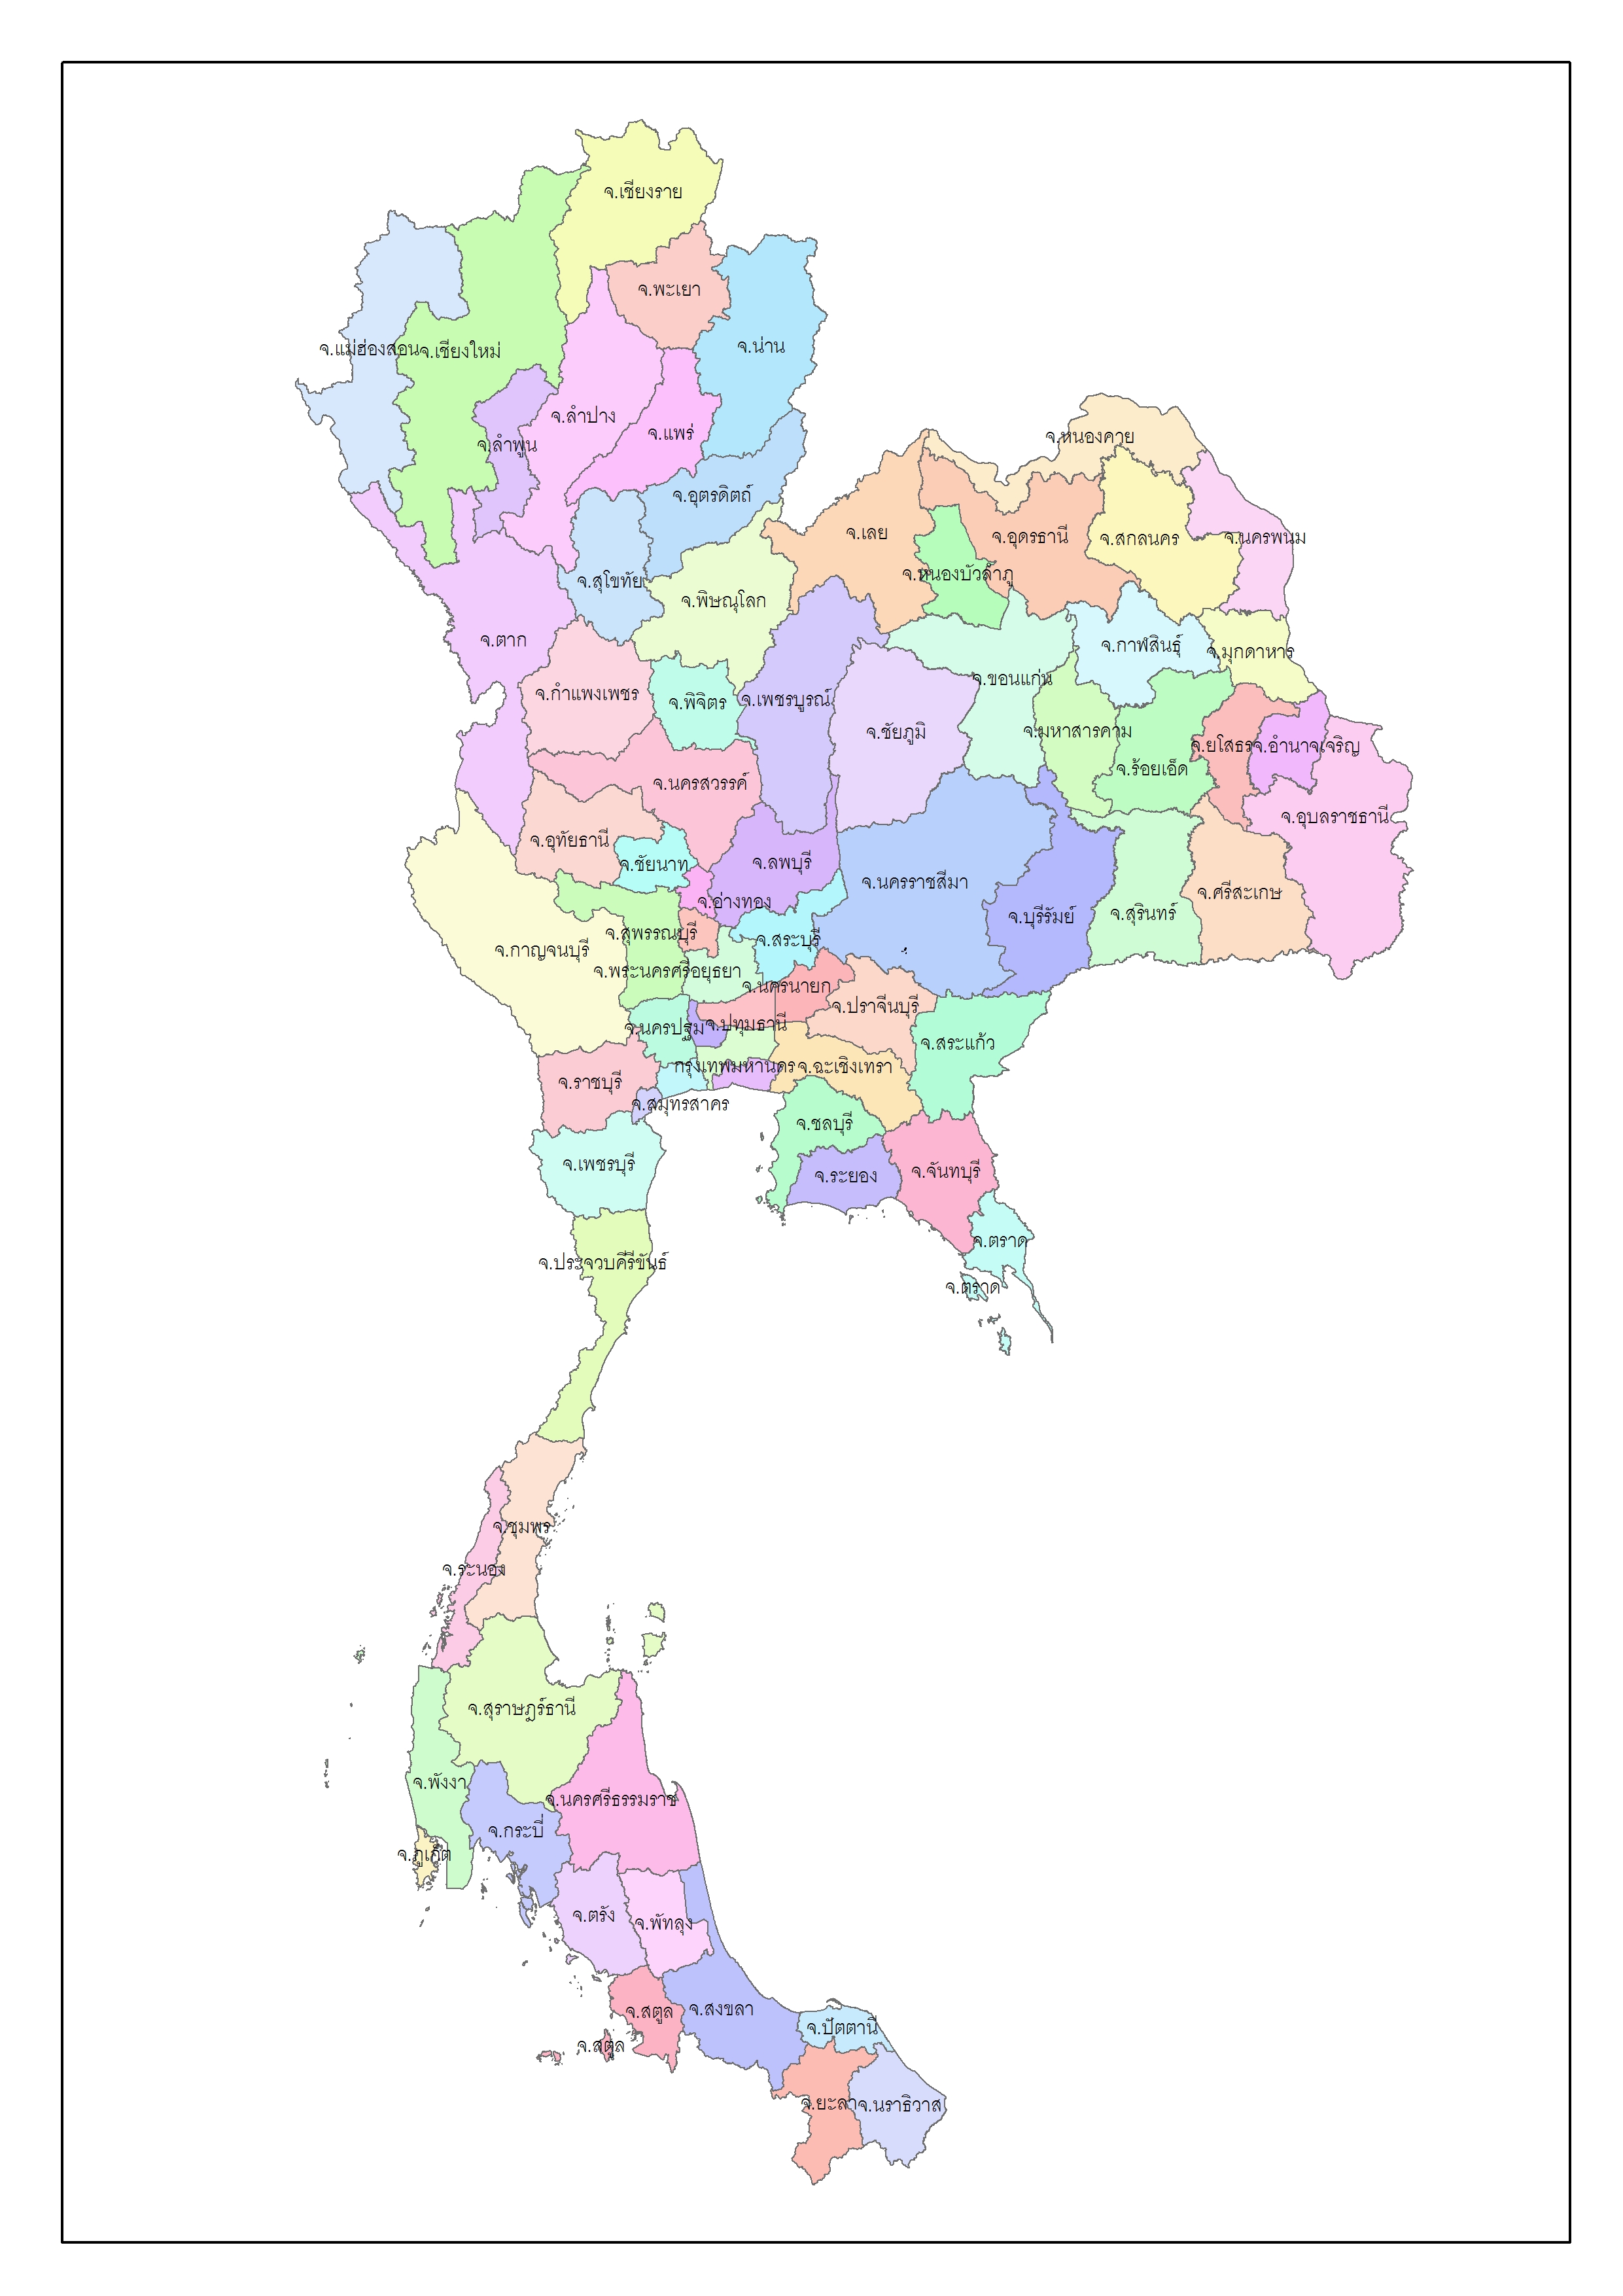 จ.เชียงราย
จ.พะเยา
จ.น่าน
จ.แม่ฮ่องสอน
จ.เชียงใหม่
จ.ลำปาง
จ.แพร่
จ.ลำพูน
จ.หนองคาย
จ.อุตรดิตถ์
จ.เลย
จ.อุดรธานี
จ.สกลนคร
จ.นครพนม
จ.หนองบัวลำภู
จ.สุโขทัย
จ.พิษณุโลก
จ.ตาก
จ.กาฬสินธุ์
จ.มุกดาหาร
จ.ขอนแก่น
จ.กำแพงเพชร
จ.พิจิตร
จ.เพชรบูรณ์
จ.ชัยภูมิ
จ.มหาสารคาม
จ.ยโสธร
จ.อำนาจเจริญ
จ.ร้อยเอ็ด
จ.นครสวรรค์
จ.อุบลราชธานี
จ.อุทัยธานี
จ.ชัยนาท
จ.ลพบุรี
จ.นครราชสีมา
จ.ศรีสะเกษ
จ.อ่างทอง
จ.บุรีรัมย์
จ.สุรินทร์
จ.สุพรรณบุรี
จ.สระบุรี
จ.กาญจนบุรี
จ.พระนครศรีอยุธยา
จ.นครนายก
จ.ปราจีนบุรี
จ.นครปฐม
จ.ปทุมธานี
จ.สระแก้ว
กรุงเทพมหานคร
จ.ฉะเชิงเทรา
จ.ราชบุรี
จ.สมุทรสาคร
จ.ชลบุรี
จ.เพชรบุรี
จ.ระยอง
จ.จันทบุรี
จ.ตราด
จ.ประจวบคีรีขันธ์
จ.ตราด
จ.ชุมพร
จ.ระนอง
จ.สุราษฎร์ธานี
จ.พังงา
จ.นครศรีธรรมราช
จ.กระบี่
จ.ภูเก็ต
จ.ตรัง
จ.พัทลุง
จ.สตูล
จ.สงขลา
จ.ปัตตานี
จ.สตูล
จ.ยะลา
จ.นราธิวาส